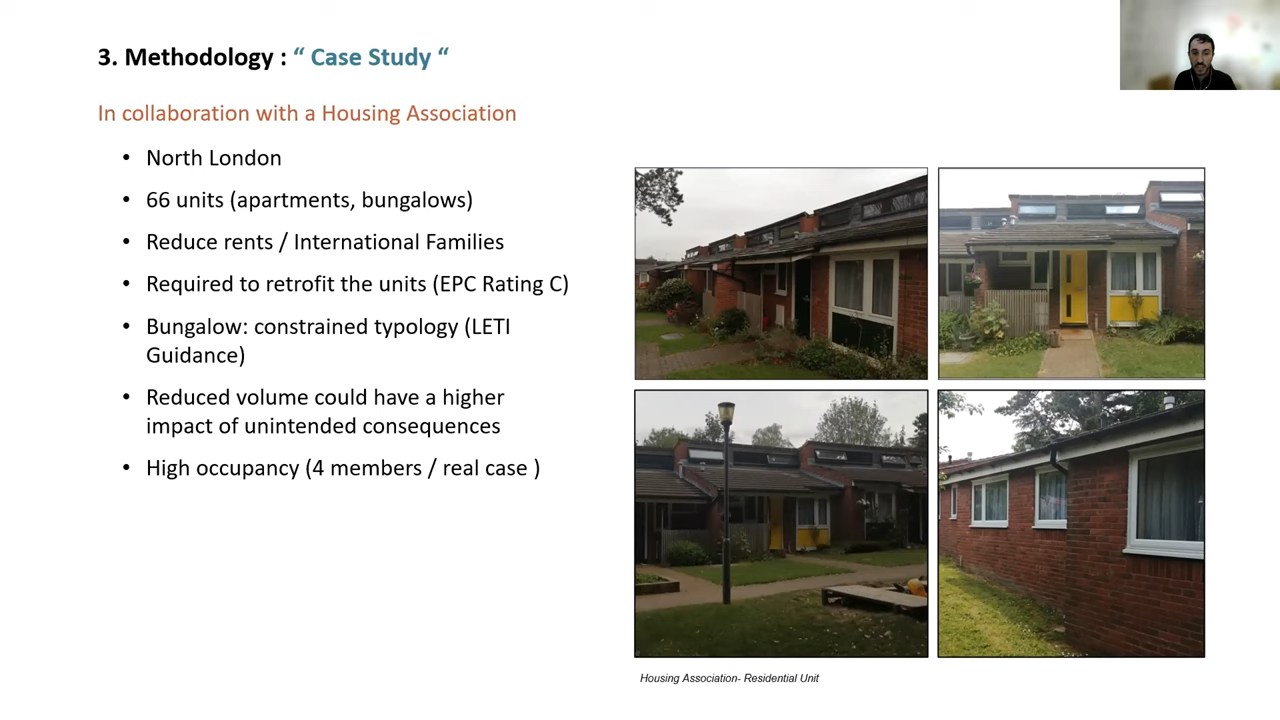 3. Methodology : “ Case Study “
In collaboration with a Housing Association
• North London
• 66 units (apartments, bungalows)
• Reduce rents / International Families
• Required to retrofit the units (EPC Rating C)
• Bungalow: constrained typology (LETI
Guidance)
• Reduced volume could have a higher
impact of unintended consequences
• High occupancy (4 members / real case )
Housing Association- Residential Unit